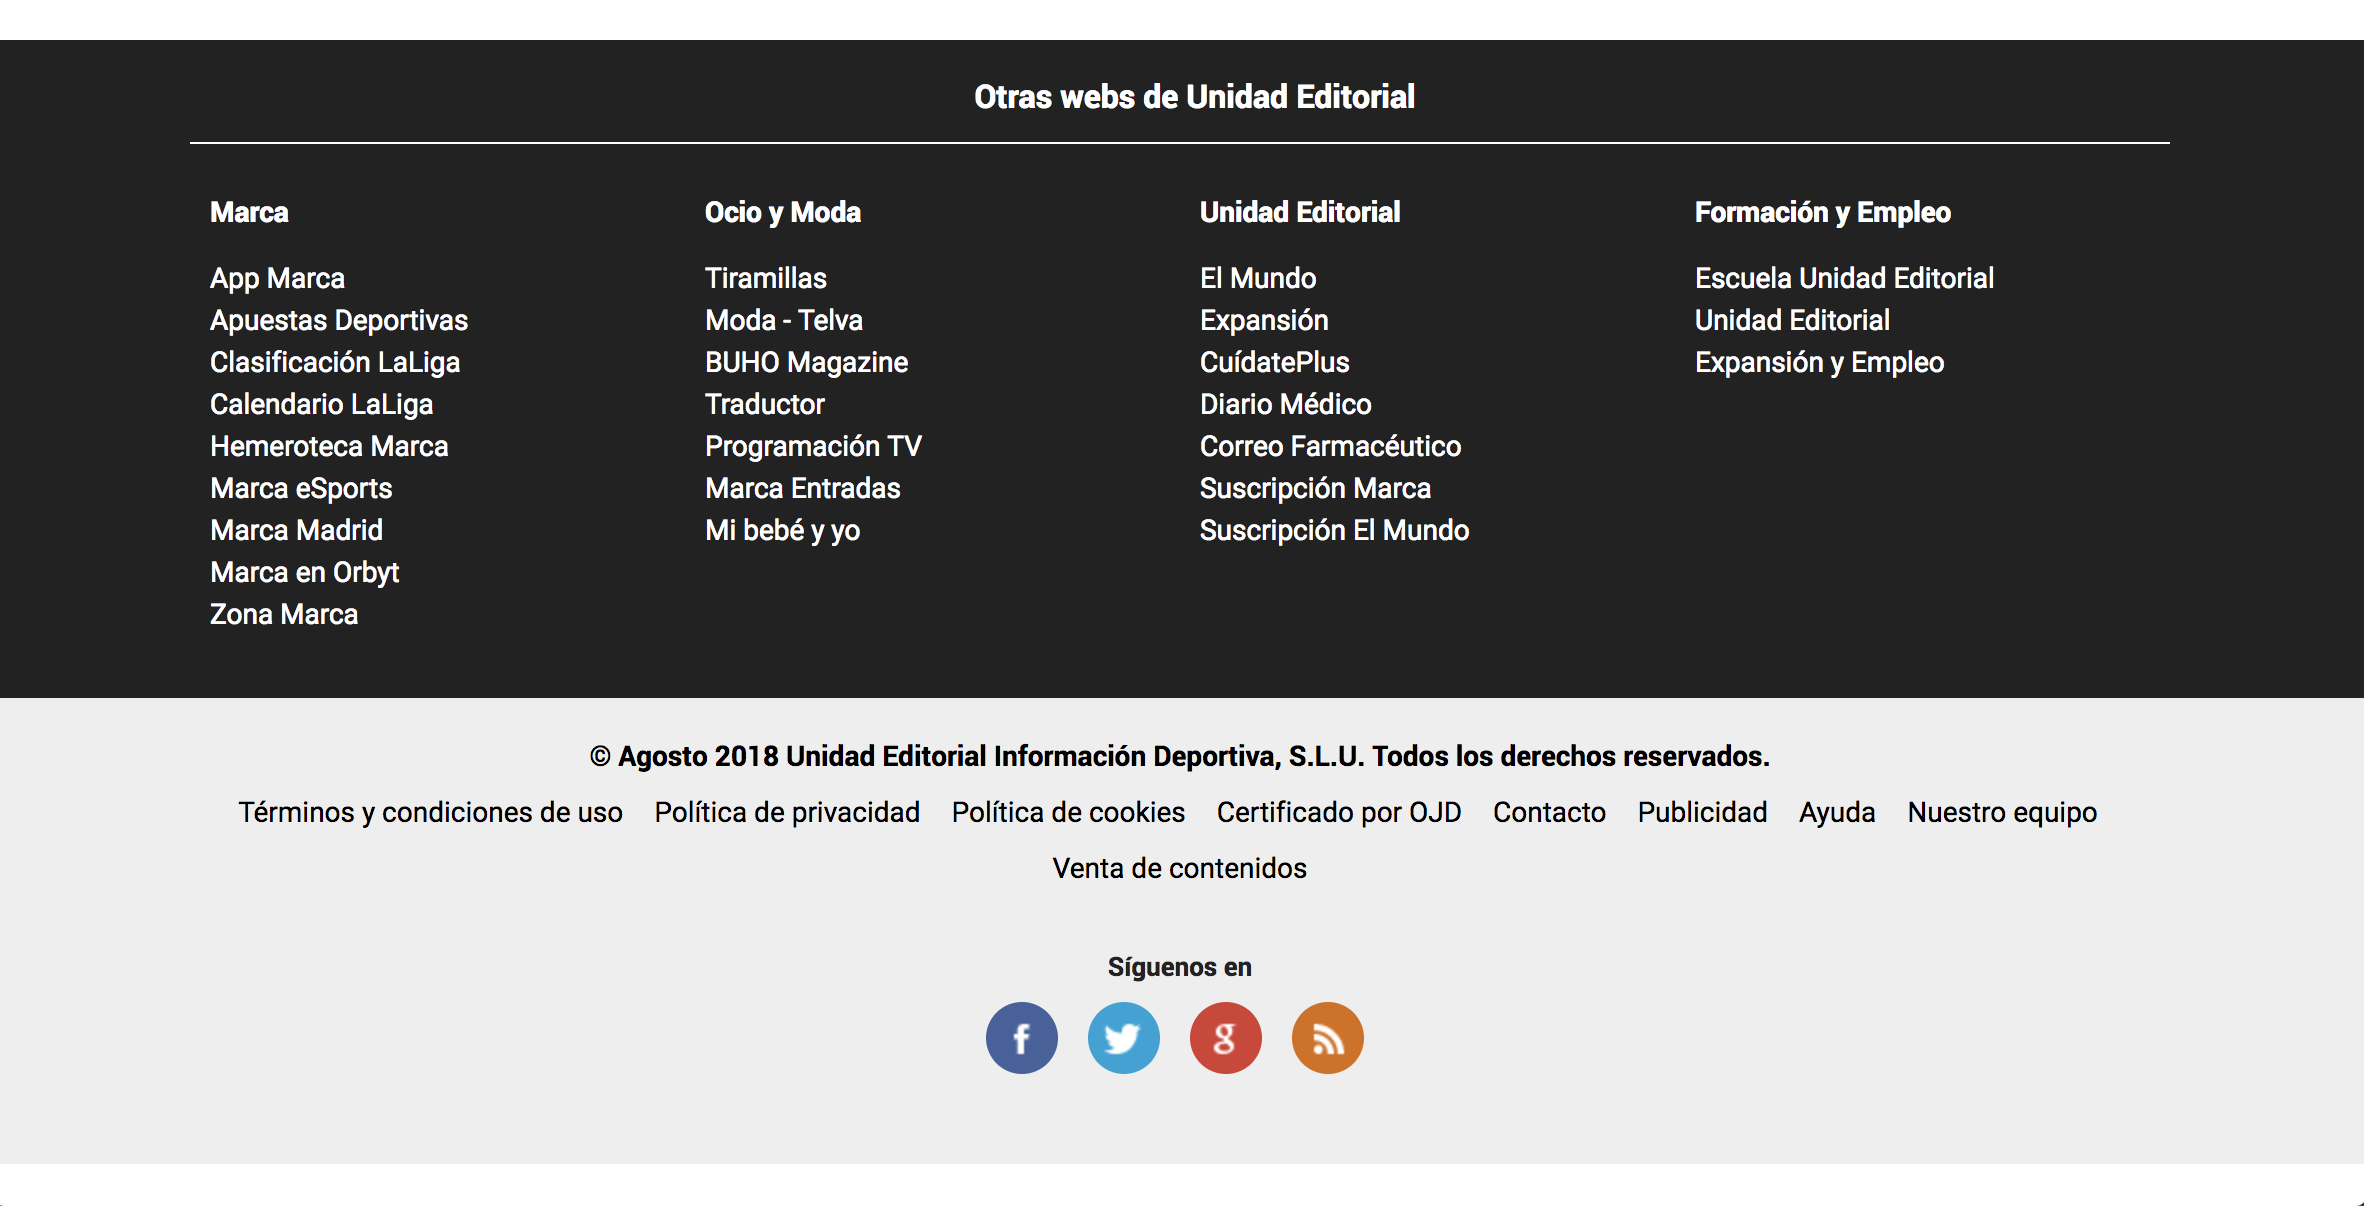 Otras webs de Unidad Editorial
Marca
App Marca
Apuestas Deportivas
Clasificación LaLiga
Calendario LaLiga
Hemeroteca Marca
Marca eSports
Marca Madrid
Marca en Orbyt
Zona Marca
Ocio y Moda
Tiramillas
Moda - Telva
BUHO Magazine
Traductor
Programación TV
Marca Entradas
Mi bebé y yo
Unidad Editorial
El Mundo
Expansión
CuídatePlus
Diario Médico
Correo Farmacéutico
Suscripción Marca
Suscripción El Mundo
Formación y Empleo
Escuela Unidad Editorial
Unidad Editorial
Expansión y Empleo
© Agosto 2018 Unidad Editorial Información Deportiva, S.L.U. Todos los derechos reservados.
Términos y condiciones de uso Política de privacidad Política de cookies Certificado por OJD Contacto Publicidad Ayuda Nuestro equipo
Venta de contenidos
Síguenos en